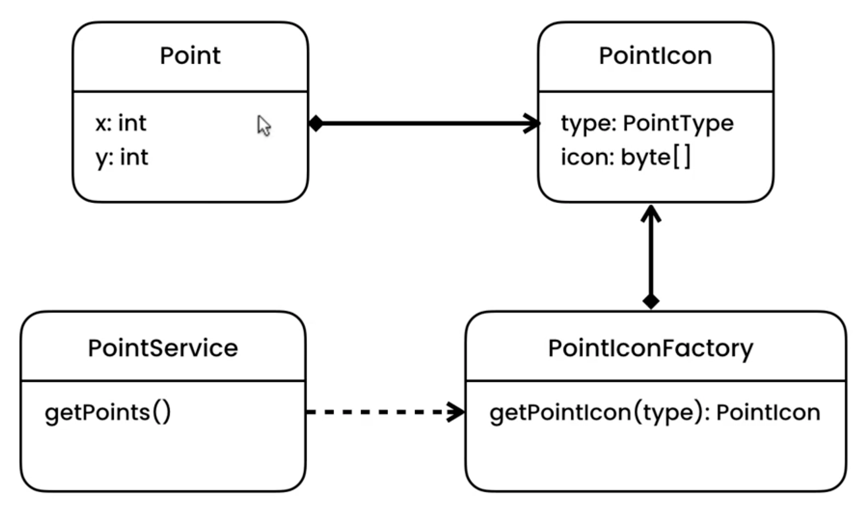 Point
x: int
y: int
PointIcon
type: PointType
icon: byte[]
PointService
getPoints()
PointIconFactory
getPointIcon(type): PointIcon